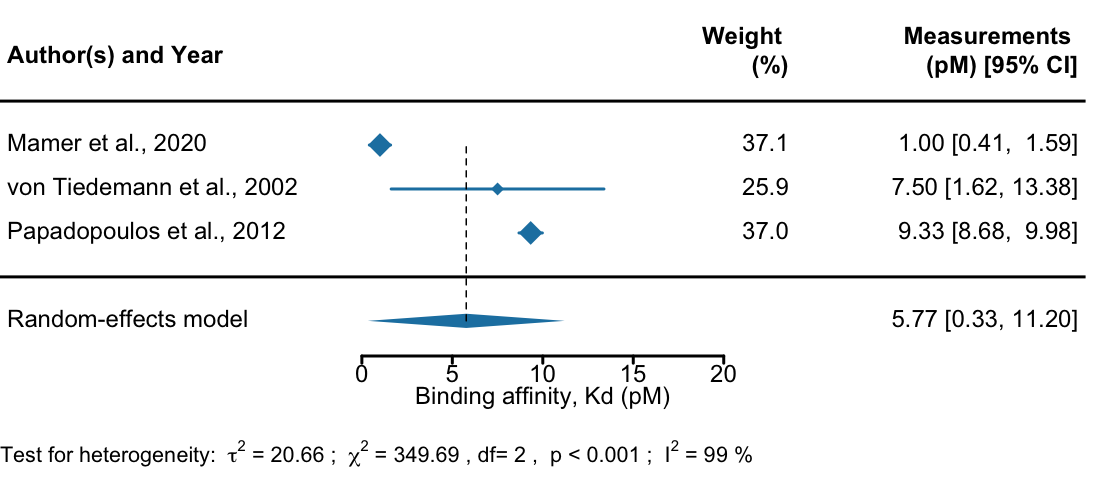 Author(s) and Year Weight (%) Measurements (pM) [95% CI]
Mamer et al., 2020 37.1 1.00 [0.41, 1.59]
von Tiedemann et al., 2002 25.9 7.50 [1.62, 13.38]
Papadopoulos et al., 2012 37.0 9.33 [8.68, 9.98]
Random-effects model 5.77 [0.33, 11.20]
0 5 10 15 20
Binding affinity, Kd (pM)
Test for heterogeneity: τ² = 20.66 ; χ² = 349.69 , df= 2 , p < 0.001 ; I² = 99 %